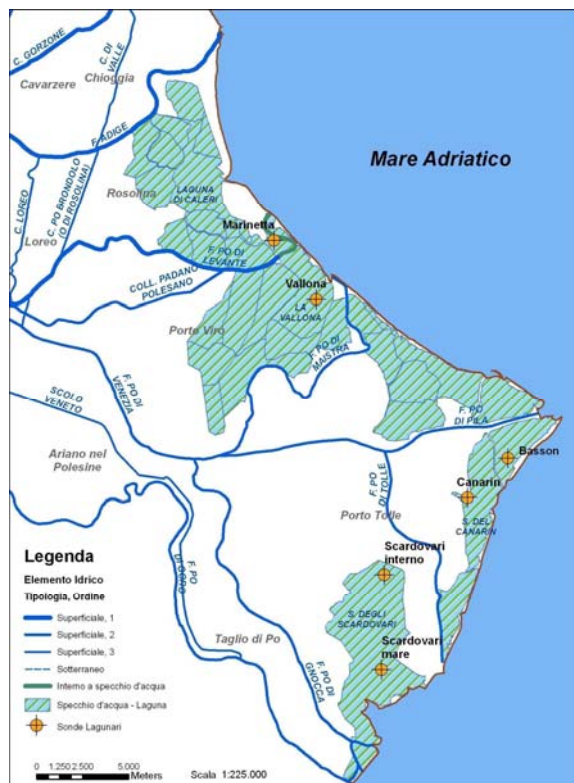 C. GORZONE
C. DI
VALLE
Chioggia
Cavarzere
F. ADIGE
Mare Adriatico
C. LOREO
C. PO BRONDOLO
(O DI ROSOLINA)
Rosolina
LAGUNA
DI CALERI
Loreo
Marinetta
F. PO DI
LEVANTE
COLL. PADANO
POLESANO
Vallona
LA
VALLONA
Porto Viro
F. PO DI
MAISTRA
F. PO DI
VENEZIA
SCOLO
VENETO
F. PO
DI PILA
Ariano nel
Polesine
Basson
F. PO
DI TOLLE
Canarin
S. DEL
CANARIN
Porto Tolle
Scardovari
interno
F. PO
DI GORO
S. DEGLI
SCARDOVARI
Taglio di Po
Scardovari
mare
F. PO DI
GNOCCA
Legenda
Elemento Idrico
Tipologia, Ordine
Superficiale, 1
Superficiale, 2
Superficiale, 3
Sotterraneo
Interno a specchio d'acqua
Specchio d'acqua - Laguna
Sonde Lagunari
0 1.250 2.500 5.000
Meters
Scala 1:225.000